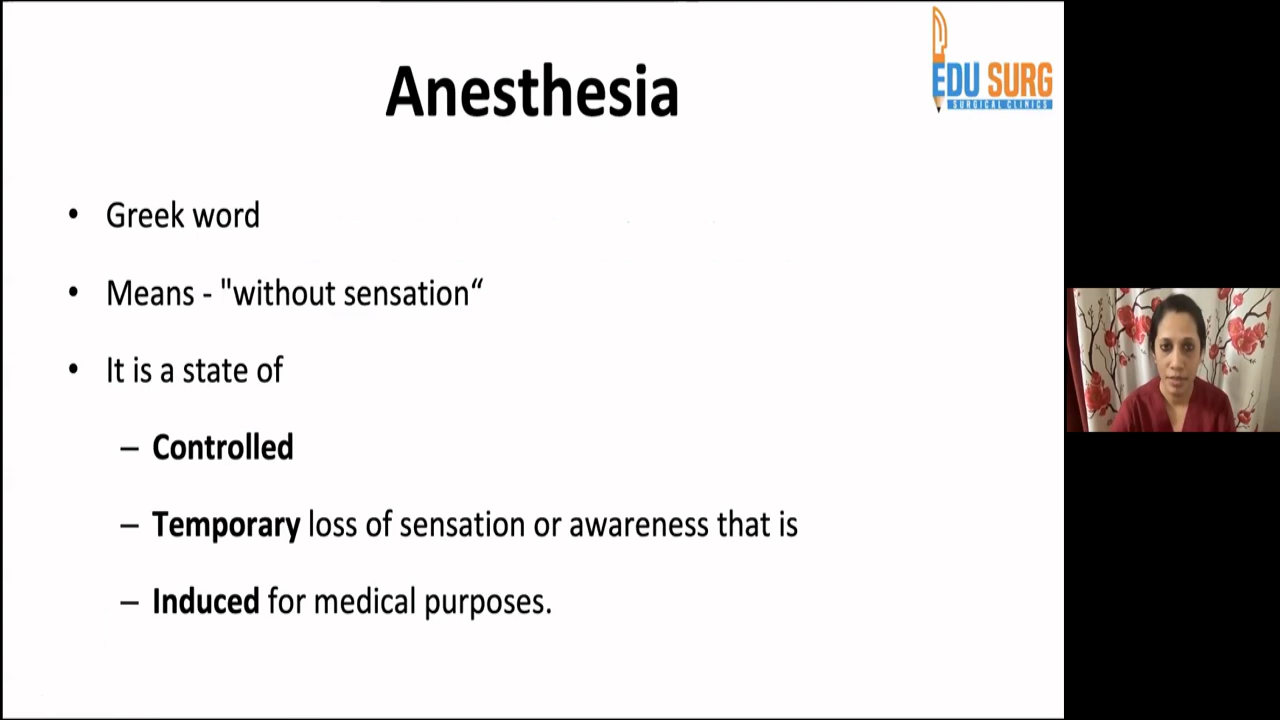 Anesthesia
EDU SURG
SURGICAL CLINICS
• Greek word
• Means - "without sensation“
• It is a state of
– Controlled
– Temporary loss of sensation or awareness that is
– Induced for medical purposes.